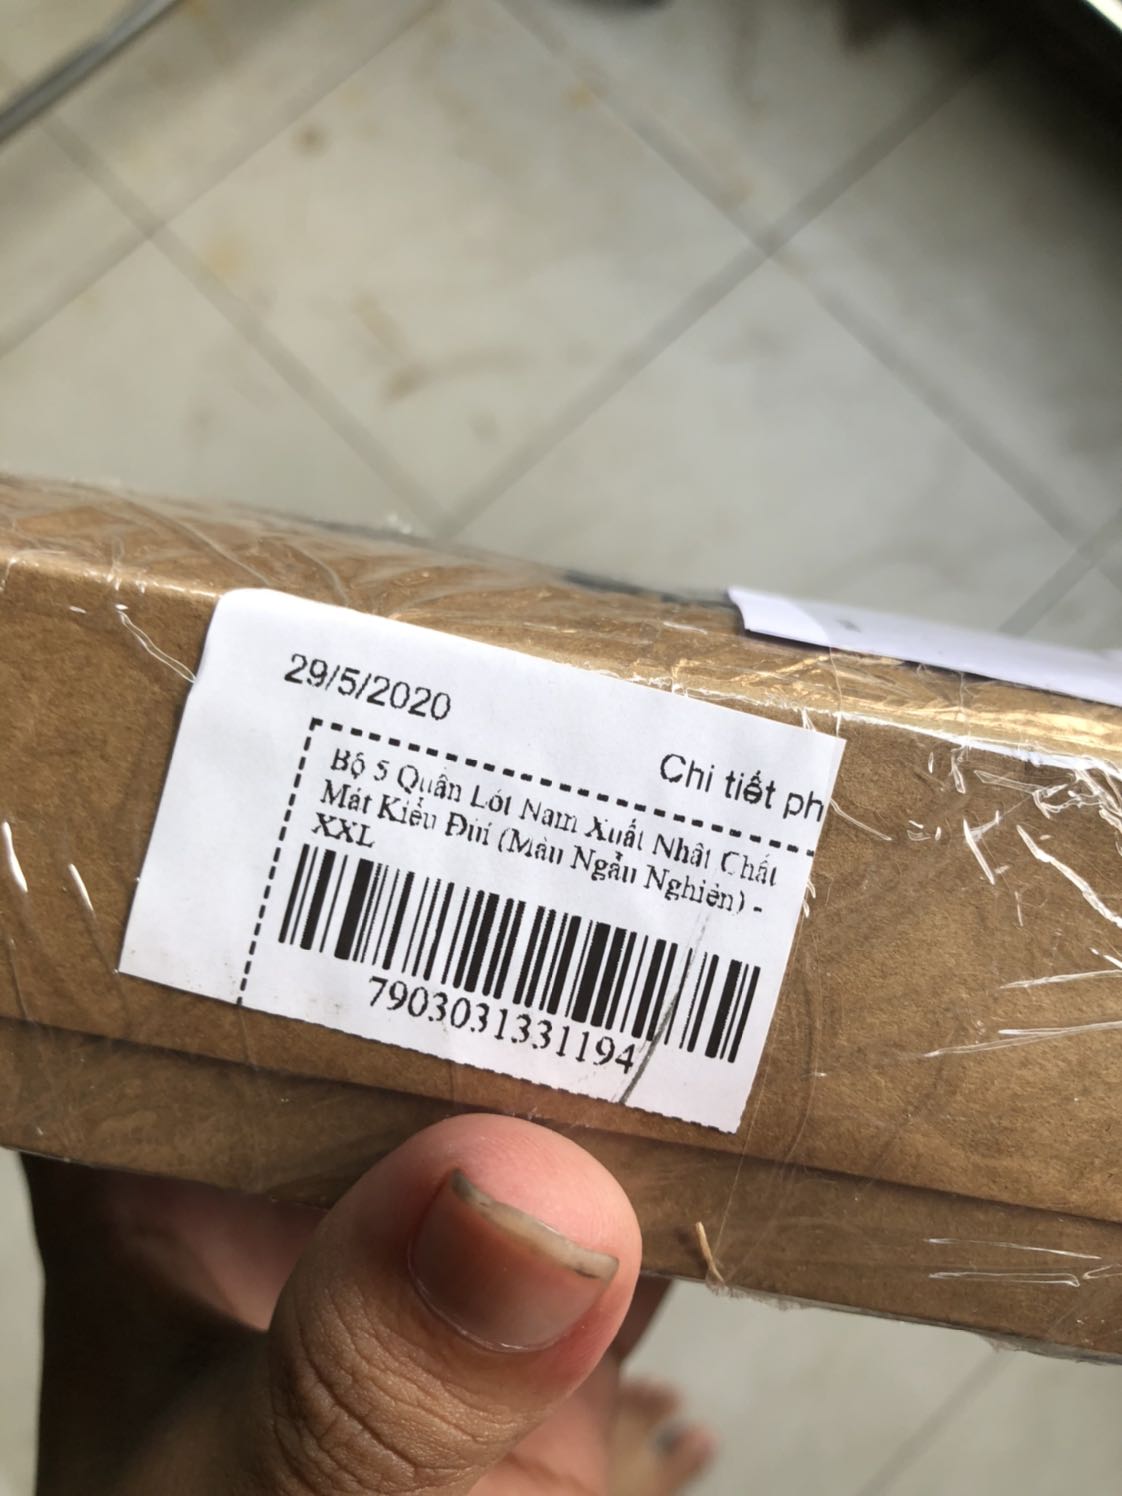 29/5/2020
Chi tiết ph
Bộ 5 Quần Lót Nam Xuất Nhật Chất
Mát Kiểu Đùi (Màu Ngẫu Nghiên) -
XXL
7903031331194